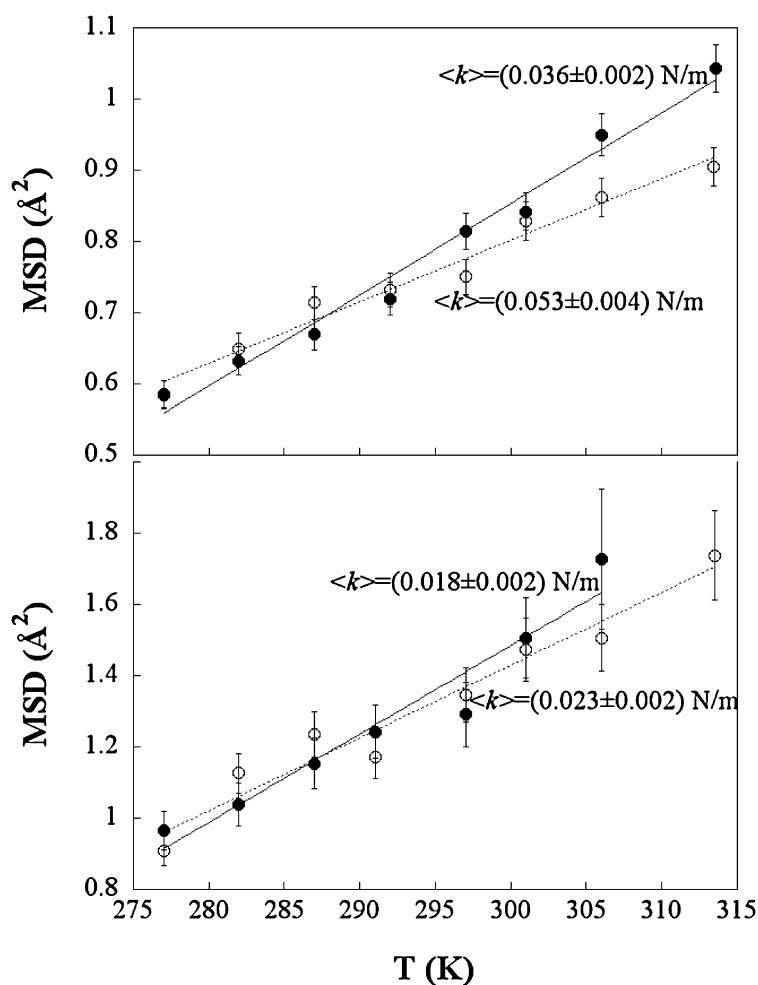 1.1
<k>=(0.036±0.002) N/m
1
0.9
MSD (Å²)
0.8
0.7
<k>=(0.053±0.004) N/m
0.6
0.5
1.8
<k>=(0.018±0.002) N/m
1.6
MSD (Å²)
1.4
<k>=(0.023±0.002) N/m
1.2
1
0.8
275 280 285 290 295 300 305 310 315
T (K)